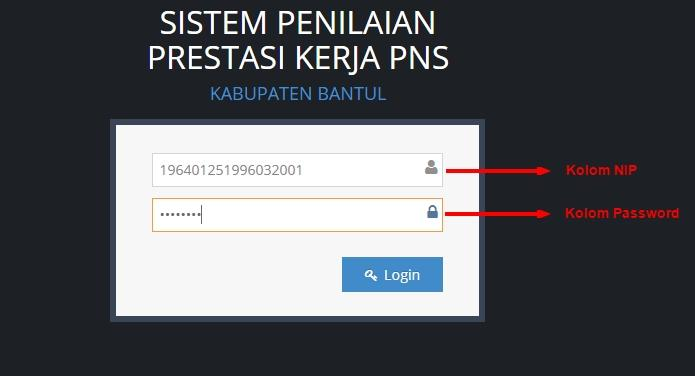 SISTEM PENILAIAN
PRESTASI KERJA PNS
KABUPATEN BANTUL
196401251996032001
Kolom NIP
••••••••
Kolom Password
Login